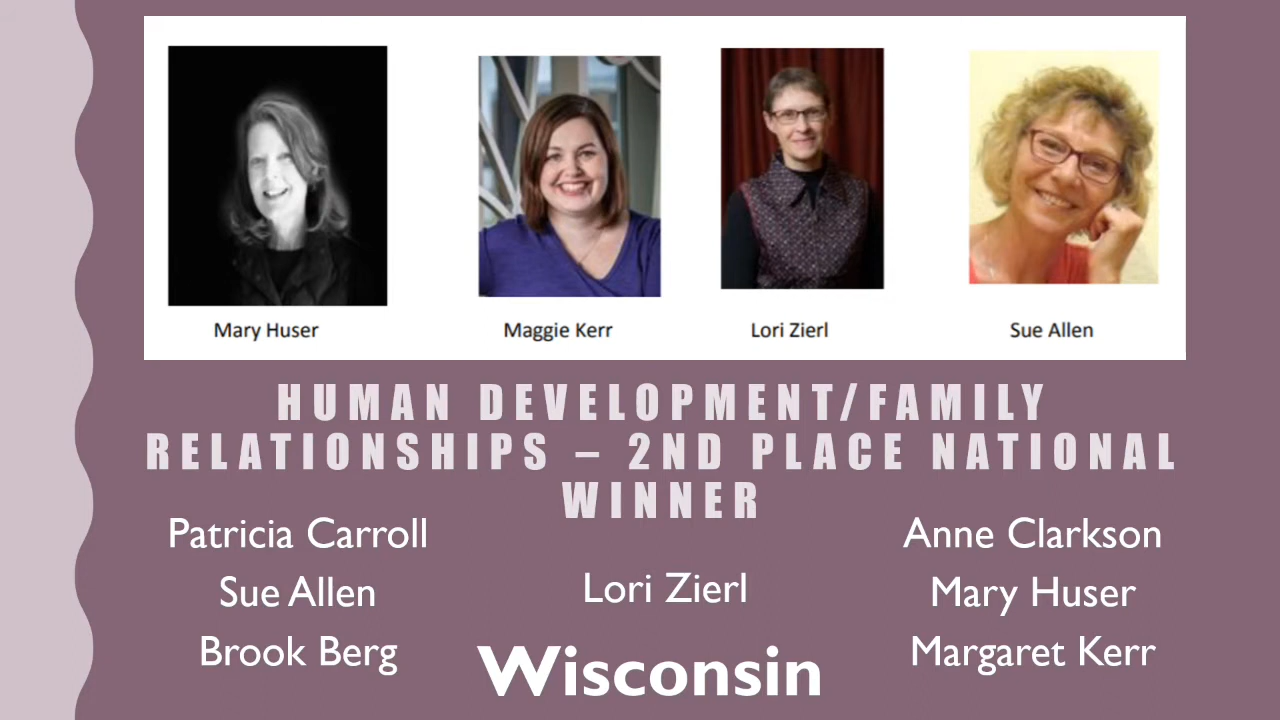 Mary Huser
Maggie Kerr
Lori Zierl
Sue Allen
HUMAN DEVELOPMENT/FAMILY
RELATIONSHIPS – 2ND PLACE NATIONAL
WINNER
Patricia Carroll
Sue Allen
Brook Berg
Lori Zierl
Wisconsin
Anne Clarkson
Mary Huser
Margaret Kerr